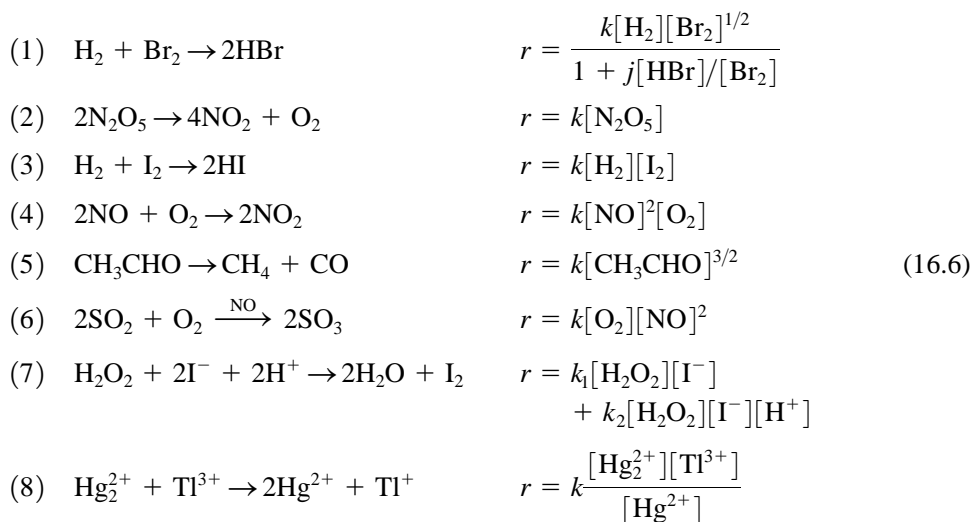 (1) H₂ + Br₂ → 2HBr r = k[H₂][Br₂]^{1/2} / (1 + j[HBr]/[Br₂])
(2) 2N₂O₅ → 4NO₂ + O₂ r = k[N₂O₅]
(3) H₂ + I₂ → 2HI r = k[H₂][I₂]
(4) 2NO + O₂ → 2NO₂ r = k[NO]²[O₂]
(5) CH₃CHO → CH₄ + CO r = k[CH₃CHO]^{3/2} (16.6)
(6) 2SO₂ + O₂ —NO→ 2SO₃ r = k[O₂][NO]²
(7) H₂O₂ + 2I⁻ + 2H⁺ → 2H₂O + I₂ r = k₁[H₂O₂][I⁻]
+ k₂[H₂O₂][I⁻][H⁺]
(8) Hg₂²⁺ + Tl³⁺ → 2Hg²⁺ + Tl⁺ r = k [Hg₂²⁺][Tl³⁺] / [Hg²⁺]